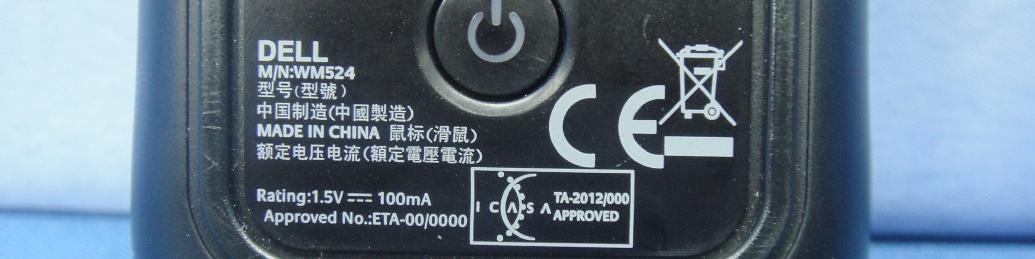 DELL
M/N:WM524
型号(型號)
中国制造(中國製造)
MADE IN CHINA 鼠标(滑鼠)
额定电压电流(額定電壓電流)
Rating:1.5V 100mA
Approved No.:ETA-00/0000
CE
ICASA
TA-2012/000
APPROVED